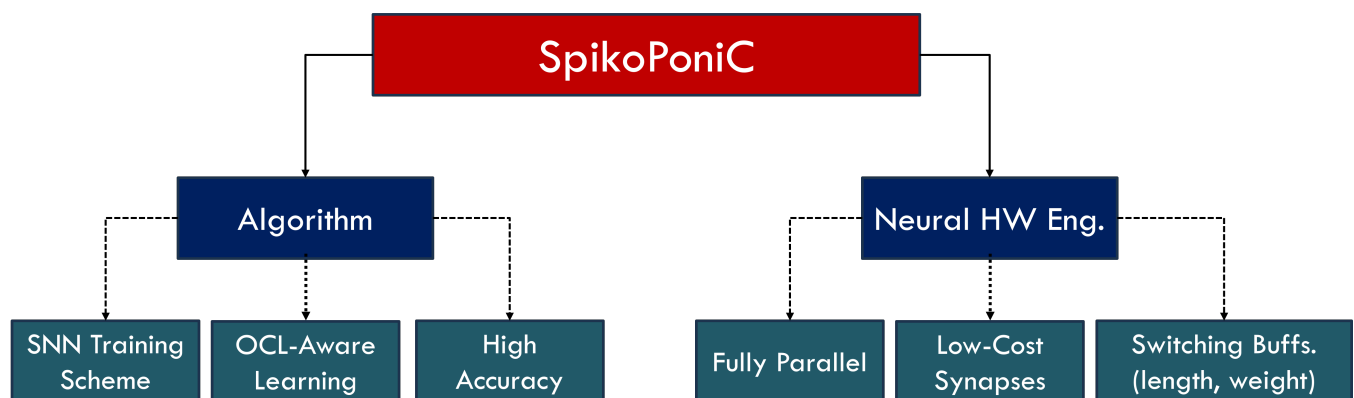 SpikoPoniC
Algorithm
Neural HW Eng.
SNN Training
Scheme
OCL-Aware
Learning
High
Accuracy
Fully Parallel
Low-Cost
Synapses
Switching Buffs.
(length, weight)